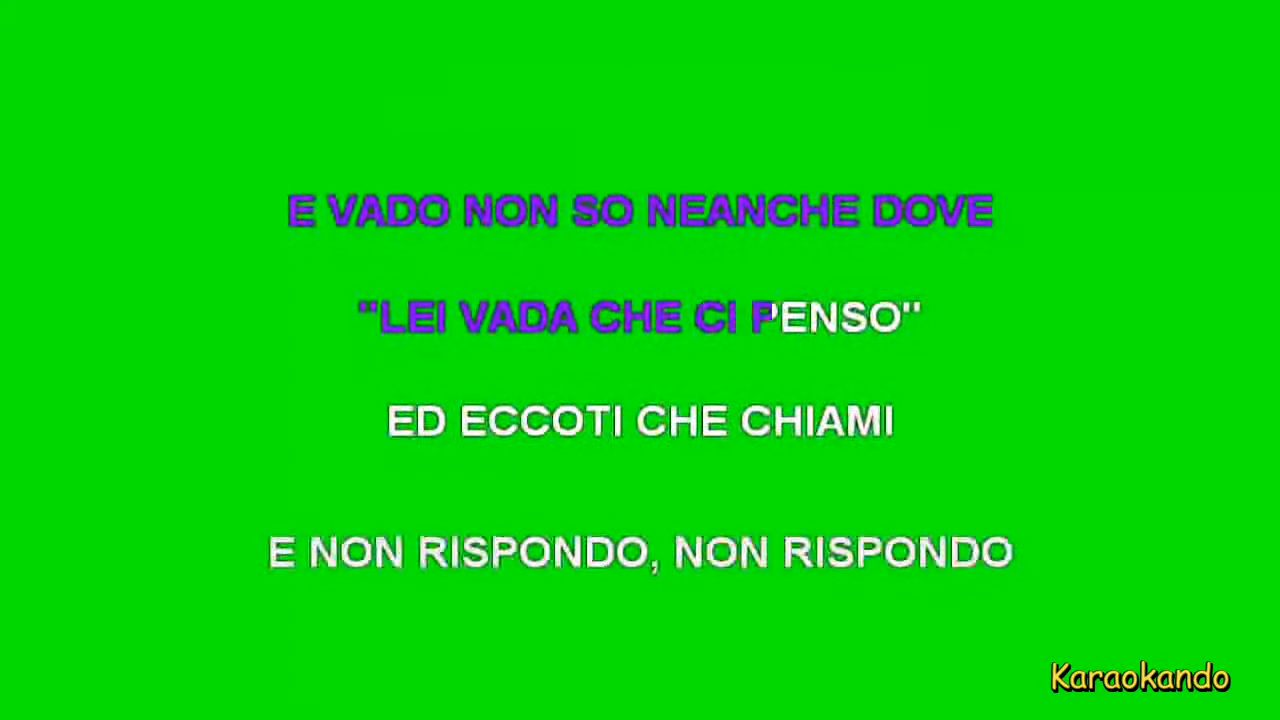 E VADO NON SO NEANCHE DOVE
"LEI VADA CHE CI PENSO"
ED ECCOTI CHE CHIAMI
E NON RISPONDO, NON RISPONDO
Karaokando